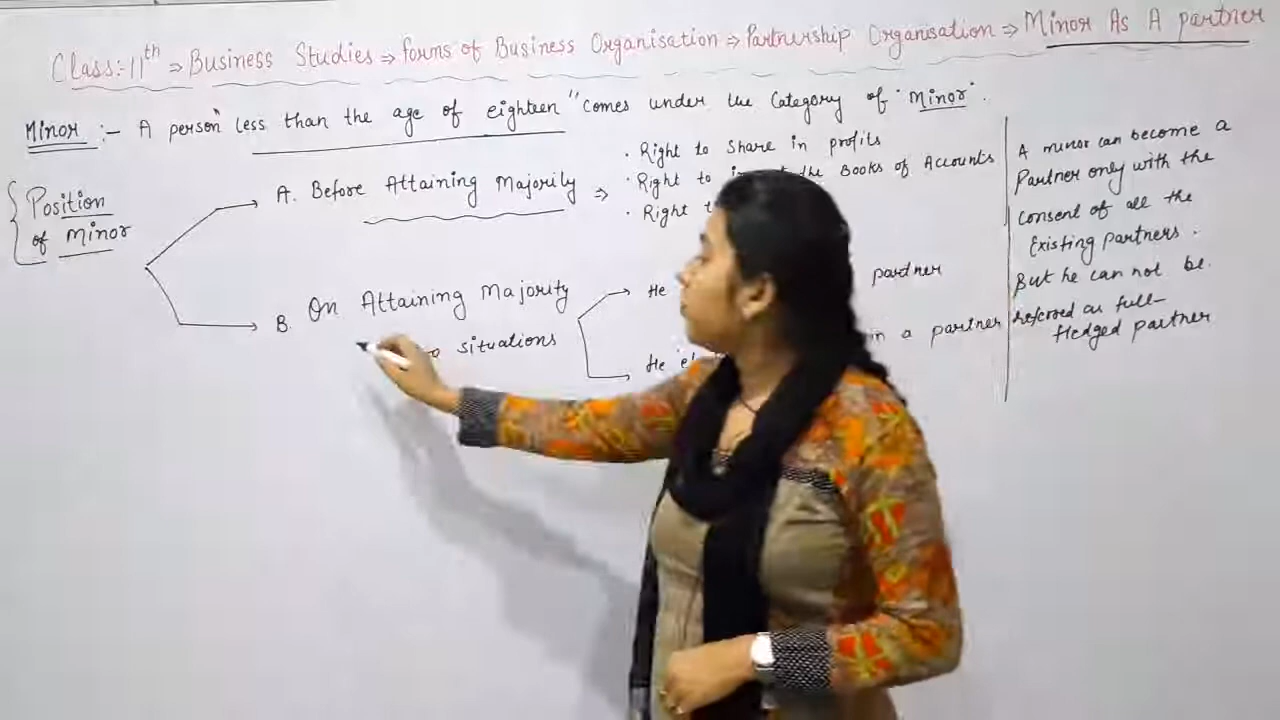 Class:- 11th ⇒ Business Studies ⇒ Forms of Business Organisation ⇒ Partnership Organisation ⇒ Minor As A partner
Minor :- A person "less than the age of eighteen" comes under the Category of "Minor".
Position
of Minor
A. Before Attaining Majority ⇒
· Right to Share in profits
· Right to the Books of Accounts
· Right
B. On Attaining Majority
situations
He partner
He in a partner
A minor can become a
Partner only with the
Consent of all the
Existing partners.
But he can not be
referred as full-
fledged partner